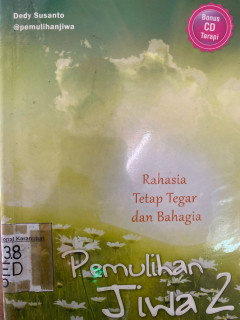 Dedy Susanto
@pemulihanjiwa
Bonus
CD
Terapi
Rahasia
Tetap Tegar
dan Bahagia
Pemulihan
Jiwa 2